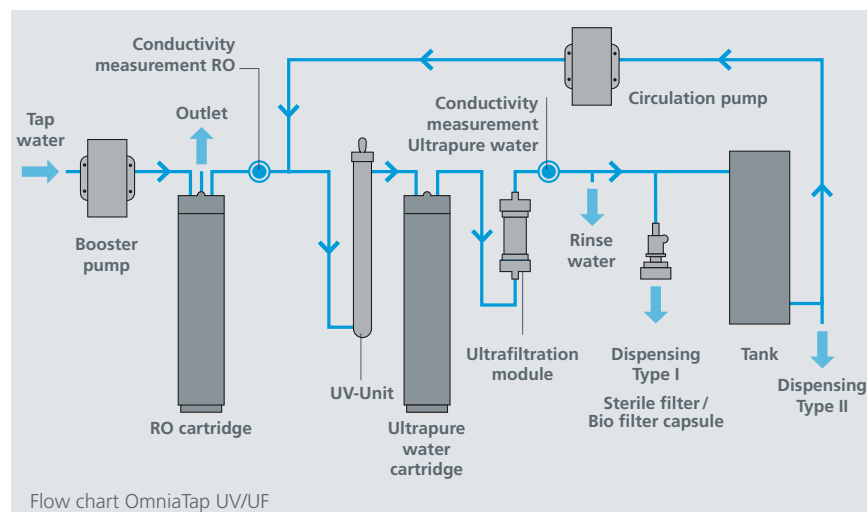 Conductivity
measurement RO
Tap
water
Outlet
Conductivity
measurement
Ultrapure water
Circulation pump
Booster
pump
Rinse
water
Ultrafiltration
module
Dispensing
Type I
Sterile filter /
Bio filter capsule
Tank
Dispensing
Type II
UV-Unit
RO cartridge
Ultrapure
water
cartridge
Flow chart OmniaTap UV/UF